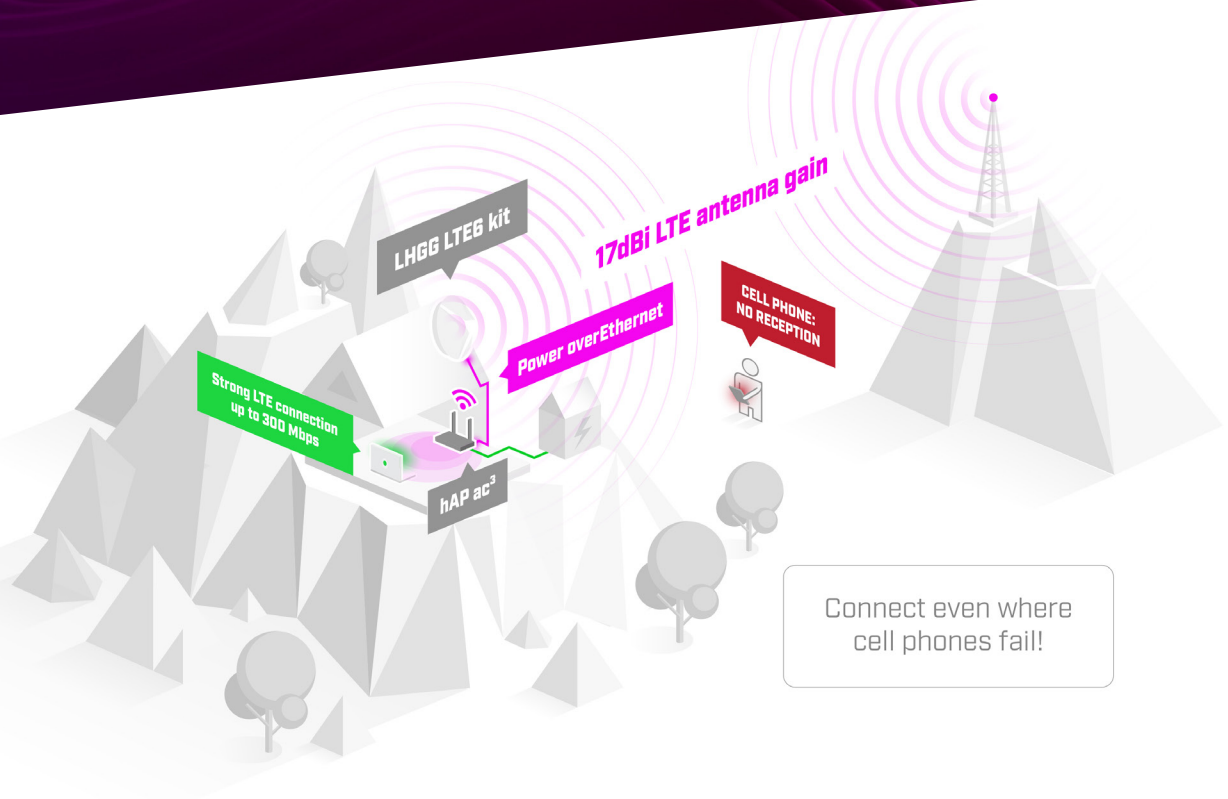 LHGG LTE6 kit
17dBi LTE antenna gain
Power overEthernet
CELL PHONE:
NO RECEPTION
Strong LTE connection
up to 300 Mbps
hAP ac³
Connect even where
cell phones fail!